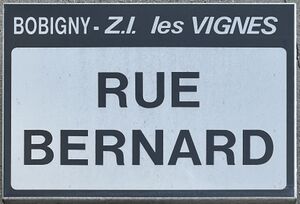 BOBIGNY - Z.I. les VIGNES
RUE
BERNARD